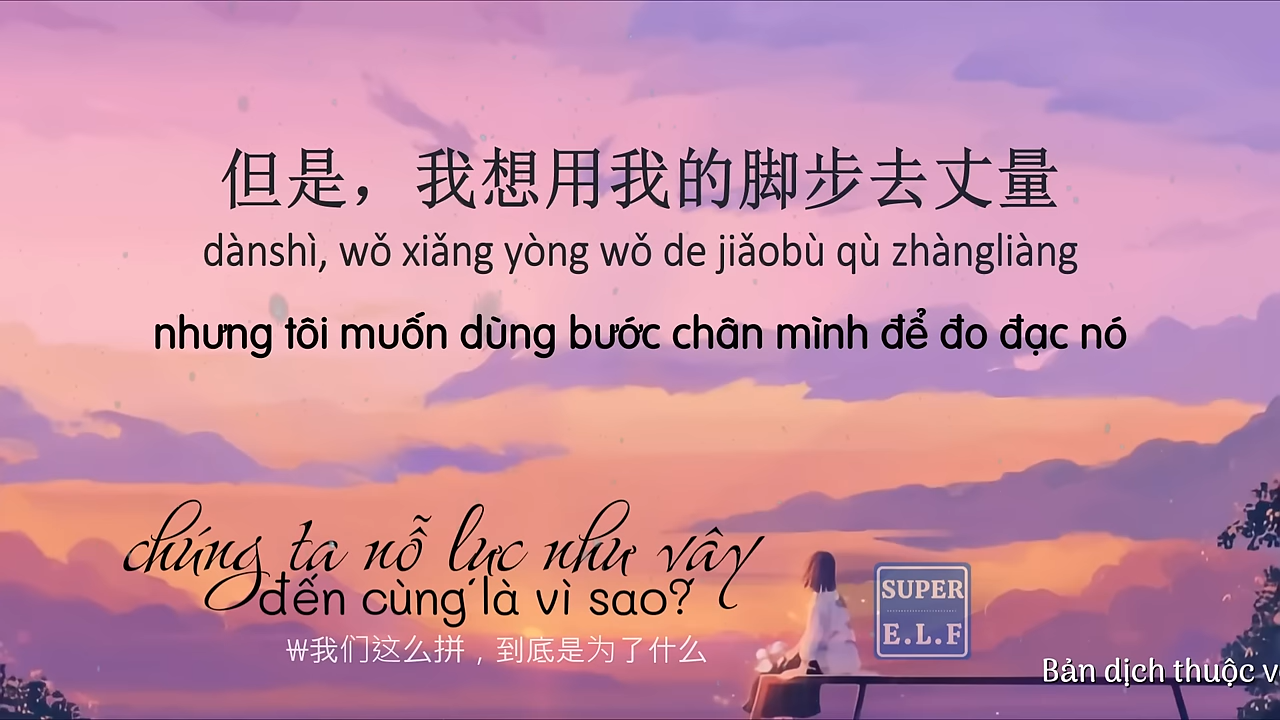 但是，我想用我的脚步去丈量
dànshì, wǒ xiǎng yòng wǒ de jiǎobù qù zhàngliàng
nhưng tôi muốn dùng bước chân mình để đo đạc nó
chúng ta nỗ lực như vậy
đến cùng là vì sao?
₩我们这么拼，到底是为了什么
SUPER
E.L.F
Bản dịch thuộc